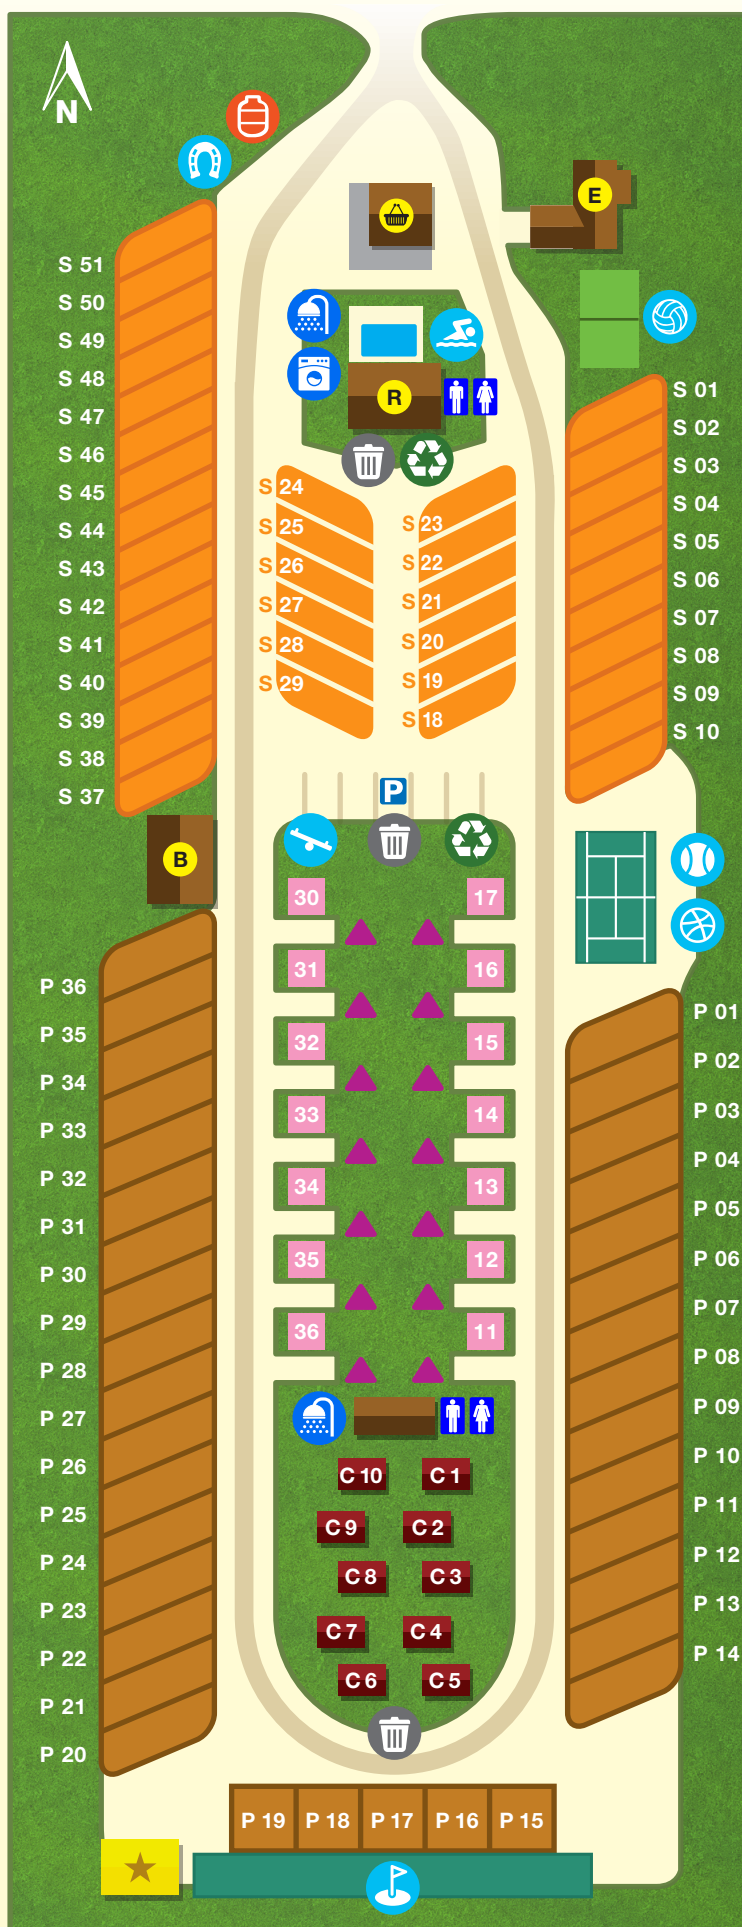 N
E
R
S 51
S 50
S 49
S 48
S 47
S 46
S 45
S 44
S 43
S 42
S 41
S 40
S 39
S 38
S 37
S 01
S 02
S 03
S 04
S 05
S 06
S 07
S 08
S 09
S 10
S 24
S 25
S 26
S 27
S 28
S 29
S 23
S 22
S 21
S 20
S 19
S 18
P
B
30
31
32
33
34
35
36
17
16
15
14
13
12
11
P 36
P 35
P 34
P 33
P 32
P 31
P 30
P 29
P 28
P 27
P 26
P 25
P 24
P 23
P 22
P 21
P 20
P 01
P 02
P 03
P 04
P 05
P 06
P 07
P 08
P 09
P 10
P 11
P 12
P 13
P 14
C 10 C 1
C 9 C 2
C 8 C 3
C 7 C 4
C 6 C 5
P 19 P 18 P 17 P 16 P 15